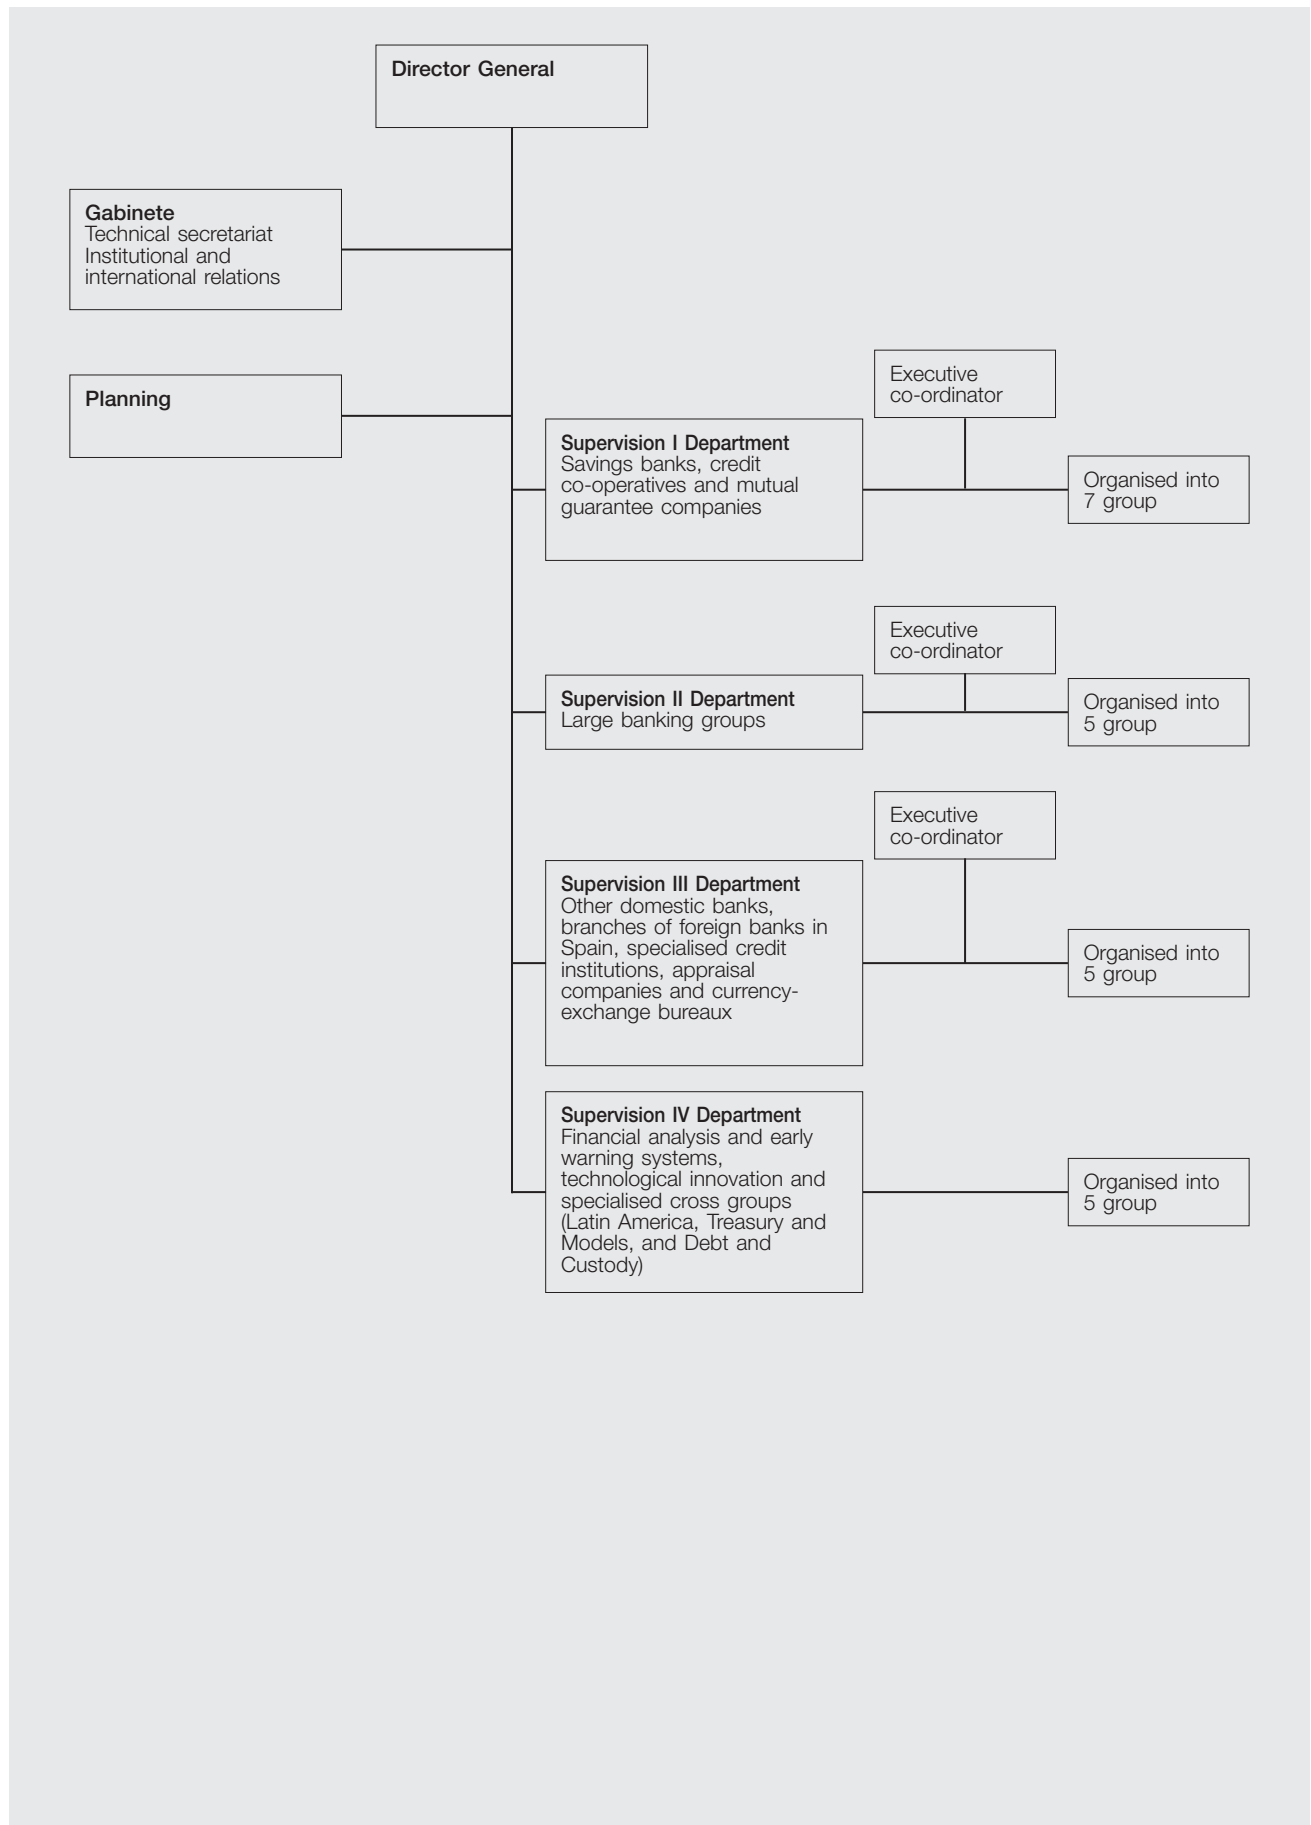 Director General
Gabinete
Technical secretariat
Institutional and
international relations
Planning
Executive
co-ordinator
Supervision I Department
Savings banks, credit
co-operatives and mutual
guarantee companies
Organised into
7 group
Executive
co-ordinator
Supervision II Department
Large banking groups
Organised into
5 group
Executive
co-ordinator
Supervision III Department
Other domestic banks,
branches of foreign banks in
Spain, specialised credit
institutions, appraisal
companies and currency-
exchange bureaux
Organised into
5 group
Supervision IV Department
Financial analysis and early
warning systems,
technological innovation and
specialised cross groups
(Latin America, Treasury and
Models, and Debt and
Custody)
Organised into
5 group